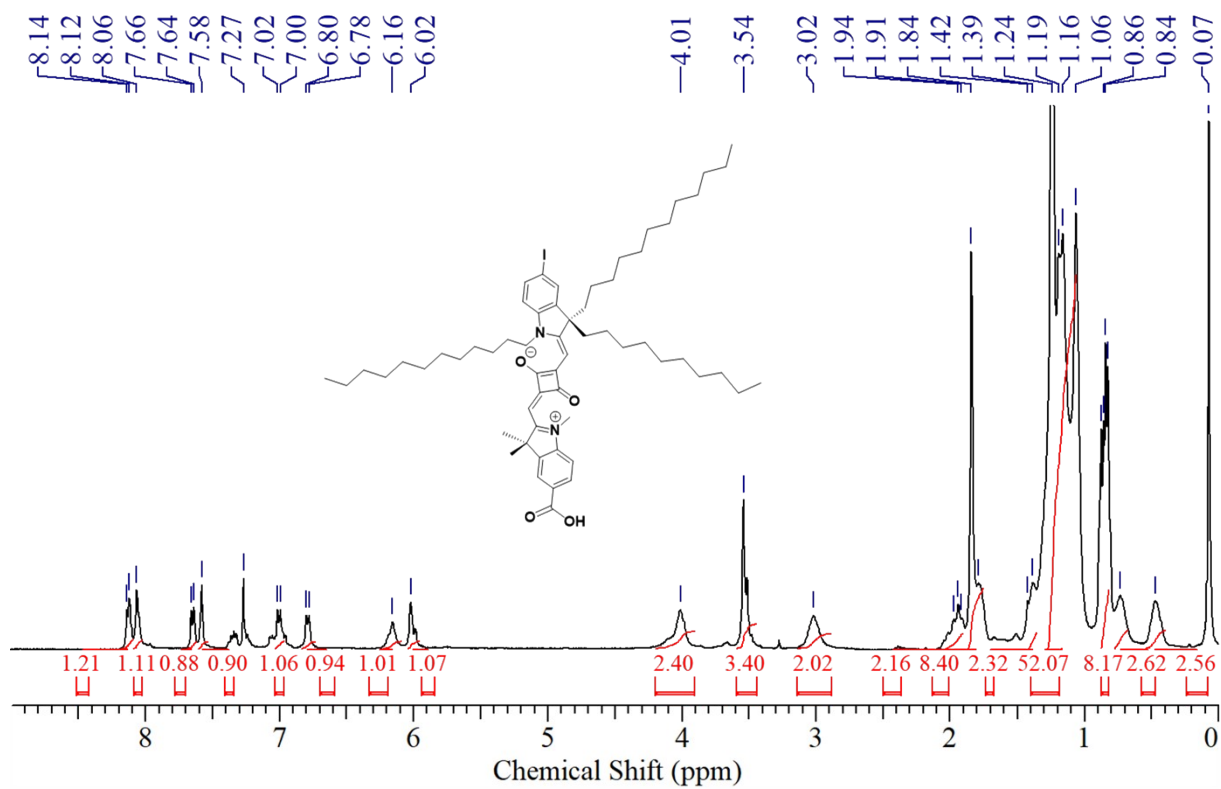 8.14 8.12 8.06 7.66 7.64 7.58 7.27 7.02 7.00 6.80 6.78 6.16 6.02 4.01 3.54 3.02 1.94 1.91 1.84 1.42 1.39 1.24 1.19 1.16 1.06 0.86 0.84 0.07
I
N
O ⊖
O
⊕
N
O
OH
1.21 1.11 0.88 0.90 1.06 0.94 1.01 1.07 2.40 3.40 2.02 2.16 8.40 2.32 52.07 8.17 2.62 2.56
8 7 6 5 4 3 2 1 0
Chemical Shift (ppm)